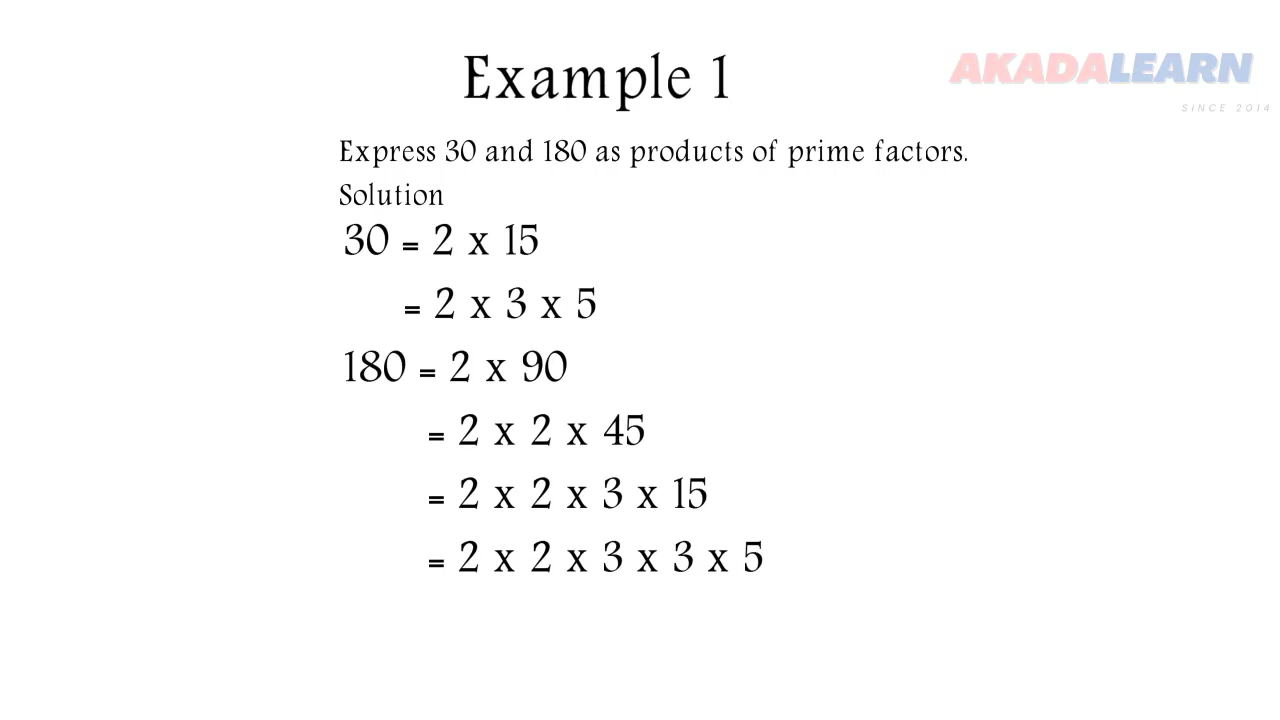 Example 1
AKADALEARN
SINCE 2014
Express 30 and 180 as products of prime factors.
Solution
30 = 2 x 15
= 2 x 3 x 5
180 = 2 x 90
= 2 x 2 x 45
= 2 x 2 x 3 x 15
= 2 x 2 x 3 x 3 x 5